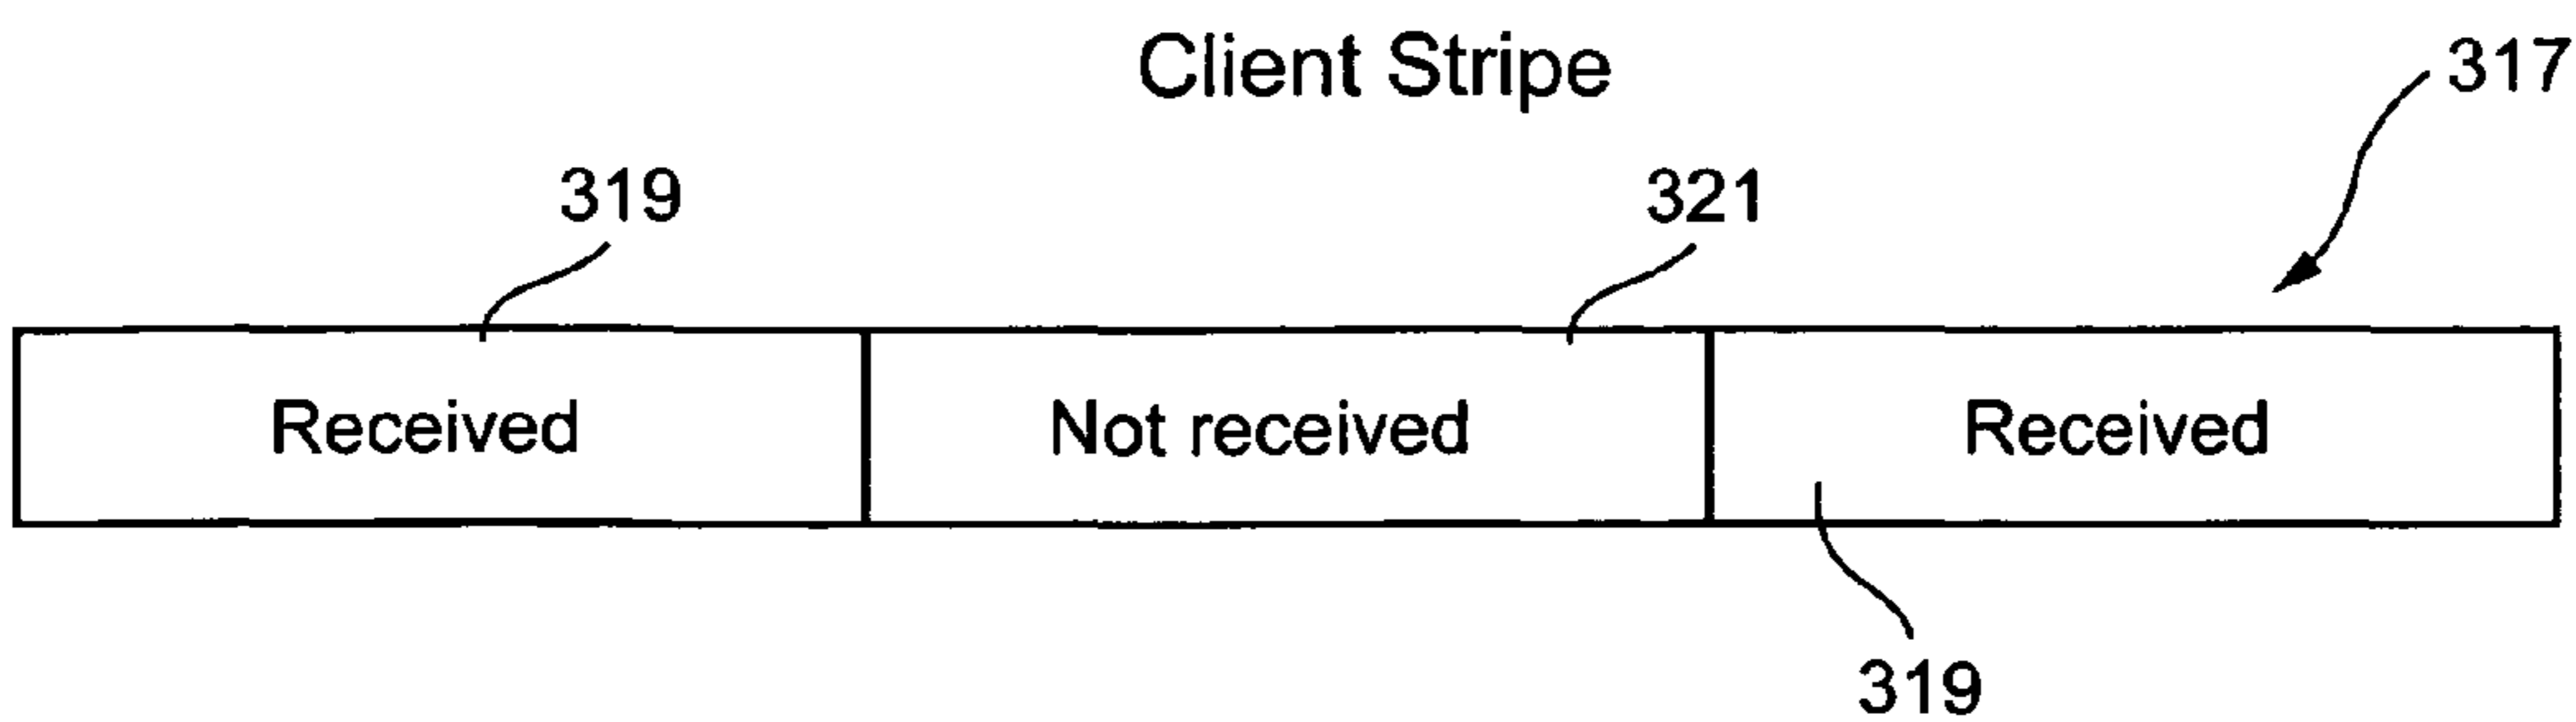 Client Stripe
317
319
321
Received
Not received
Received
319